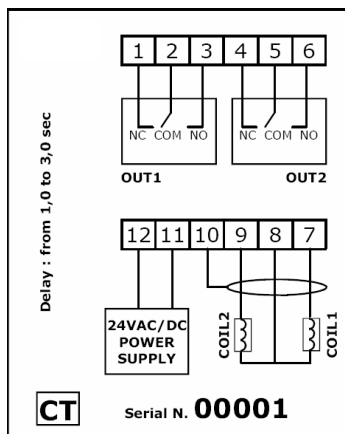 1 2 3 4 5 6
NC COM NO NC COM NO
OUT1 OUT2
Delay : from 1,0 to 3,0 sec
12 11 10 9 8 7
24VAC/DC
POWER
SUPPLY
COIL2
COIL1
CT Serial N. 00001